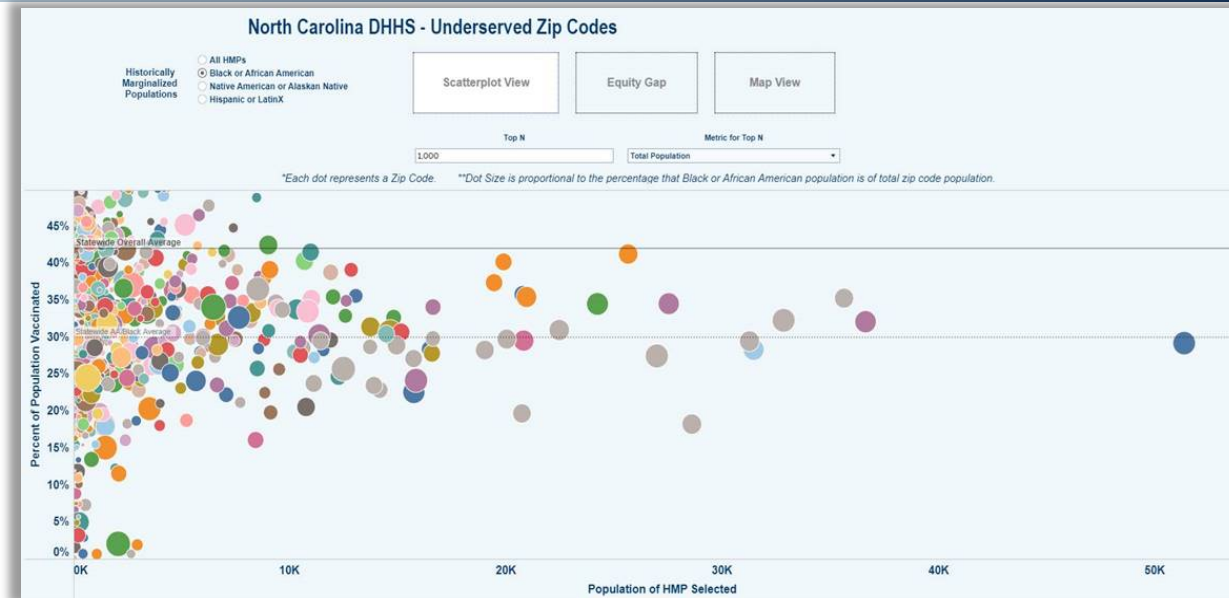 North Carolina DHHS - Underserved Zip Codes
Historically
Marginalized
Populations
All HMPs
Black or African American
Native American or Alaskan Native
Hispanic or LatinX
Scatterplot View
Equity Gap
Map View
Top N
Metric for Top N
1,000
Total Population
*Each dot represents a Zip Code. **Dot Size is proportional to the percentage that Black or African American population is of total zip code population.
Percent of Population Vaccinated
45%
Statewide Overall Average
40%
35%
Statewide AA/Black Average
30%
25%
20%
15%
10%
5%
0%
0K
10K
20K
30K
40K
50K
Population of HMP Selected